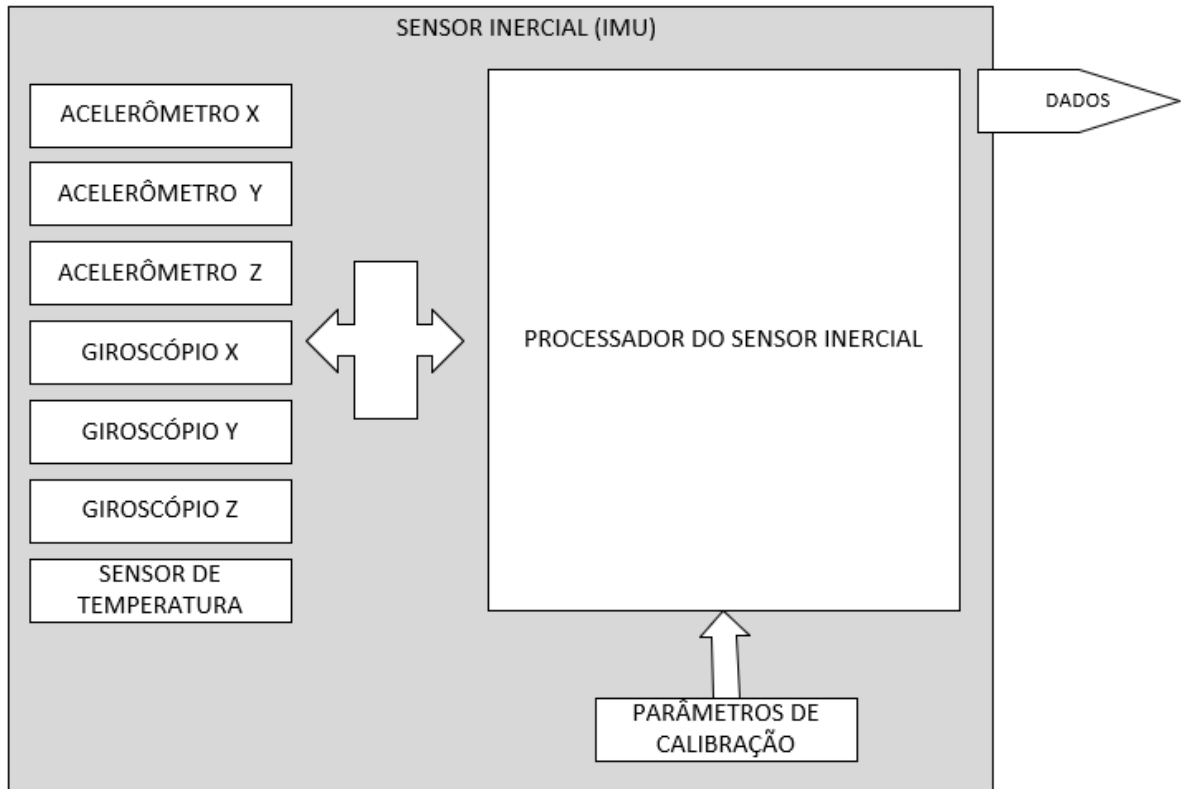 SENSOR INERCIAL (IMU)
ACELERÔMETRO X
ACELERÔMETRO Y
ACELERÔMETRO Z
GIROSCÓPIO X
GIROSCÓPIO Y
GIROSCÓPIO Z
SENSOR DE
TEMPERATURA
PROCESSADOR DO SENSOR INERCIAL
PARÂMETROS DE
CALIBRAÇÃO
DADOS